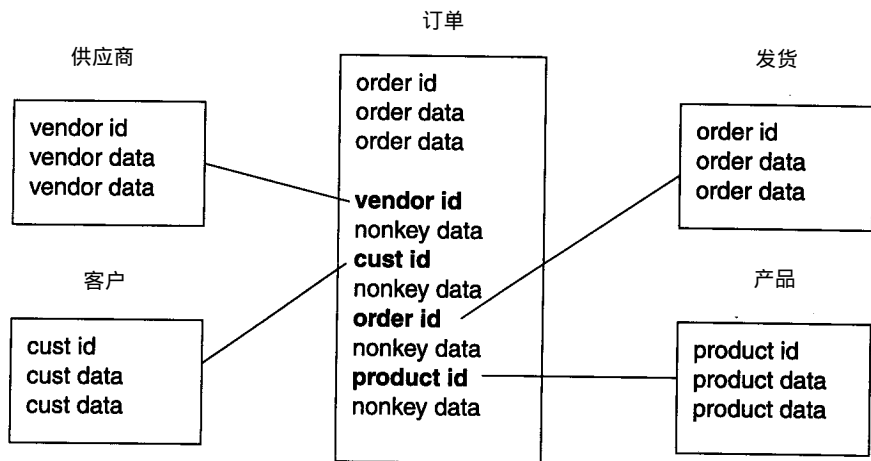 订单
供应商
发货
order id
order data
order data
vendor id
nonkey data
cust id
nonkey data
order id
nonkey data
product id
nonkey data
vendor id
vendor data
vendor data
order id
order data
order data
客户
产品
cust id
cust data
cust data
product id
product data
product data